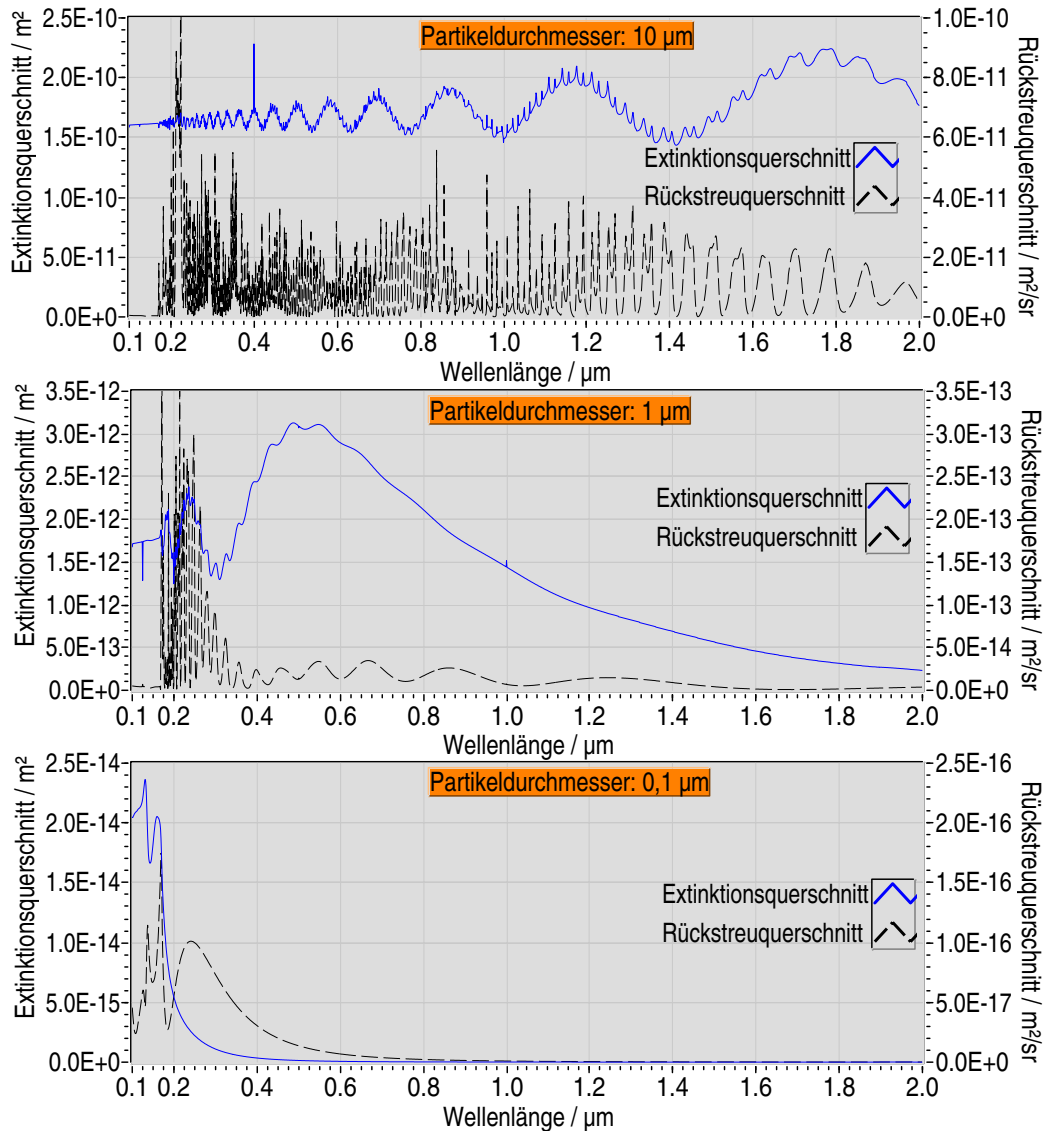 Partikeldurchmesser: 10 µm
Extinktionsquerschnitt / m²
2.5E-10
2.0E-10
1.5E-10
1.0E-10
5.0E-11
0.0E+0
Rückstreuquerschnitt / m²/sr
1.0E-10
8.0E-11
6.0E-11
4.0E-11
2.0E-11
0.0E+0
Extinktionsquerschnitt
Rückstreuquerschnitt
0.1 0.2 0.4 0.6 0.8 1.0 1.2 1.4 1.6 1.8 2.0
Wellenlänge / µm
Partikeldurchmesser: 1 µm
Extinktionsquerschnitt / m²
3.5E-12
3.0E-12
2.5E-12
2.0E-12
1.5E-12
1.0E-12
5.0E-13
0.0E+0
Rückstreuquerschnitt / m²/sr
3.5E-13
3.0E-13
2.5E-13
2.0E-13
1.5E-13
1.0E-13
5.0E-14
0.0E+0
Extinktionsquerschnitt
Rückstreuquerschnitt
0.1 0.2 0.4 0.6 0.8 1.0 1.2 1.4 1.6 1.8 2.0
Wellenlänge / µm
Partikeldurchmesser: 0,1 µm
Extinktionsquerschnitt / m²
2.5E-14
2.0E-14
1.5E-14
1.0E-14
5.0E-15
0.0E+0
Rückstreuquerschnitt / m²/sr
2.5E-16
2.0E-16
1.5E-16
1.0E-16
5.0E-17
0.0E+0
Extinktionsquerschnitt
Rückstreuquerschnitt
0.1 0.2 0.4 0.6 0.8 1.0 1.2 1.4 1.6 1.8 2.0
Wellenlänge / µm